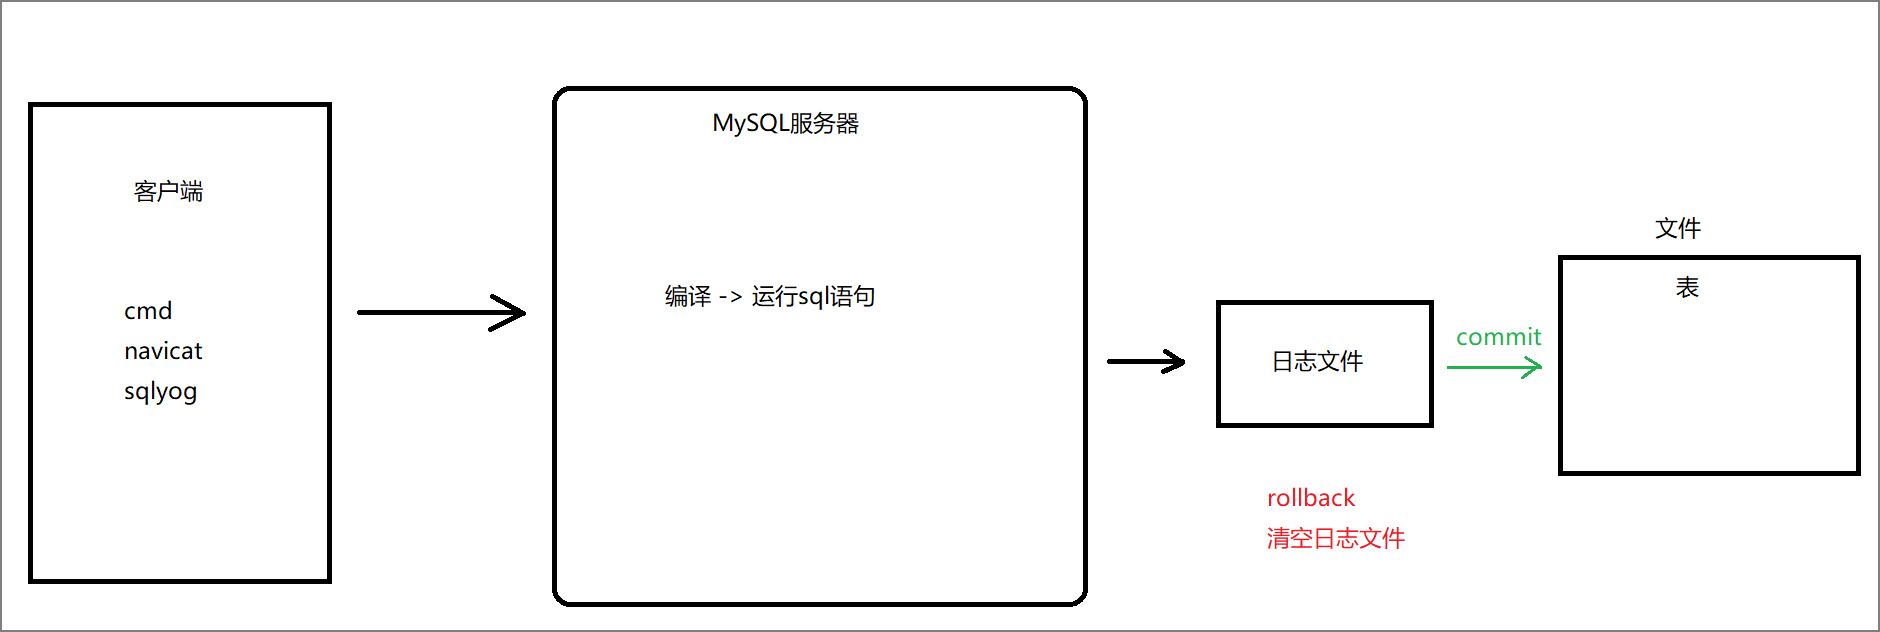 客户端
cmd
navicat
sqlyog
MySQL服务器
编译 -> 运行sql语句
日志文件
rollback
清空日志文件
commit
文件
表